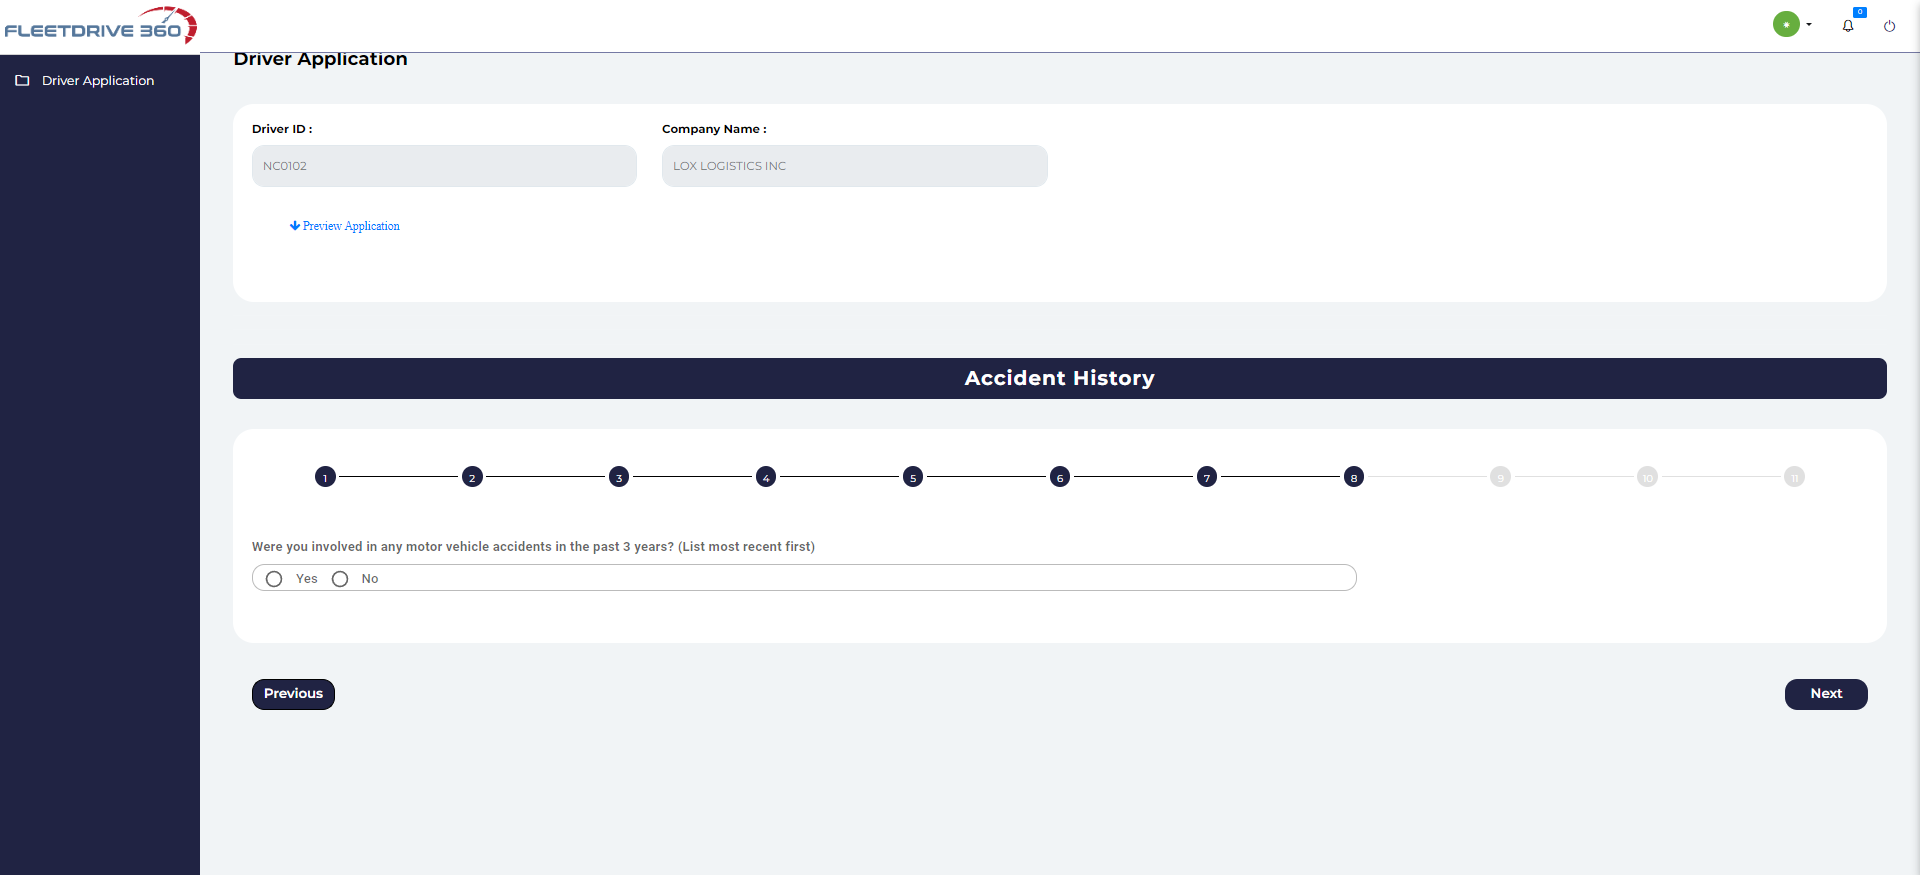 FLEETDRIVE 360
0
Driver Application
Driver Application
Driver ID :
Company Name :
NC0102
LOX LOGISTICS INC
Preview Application
Accident History
1 2 3 4 5 6 7 8 9 10 11
Were you involved in any motor vehicle accidents in the past 3 years? (List most recent first)
Yes No
Previous
Next